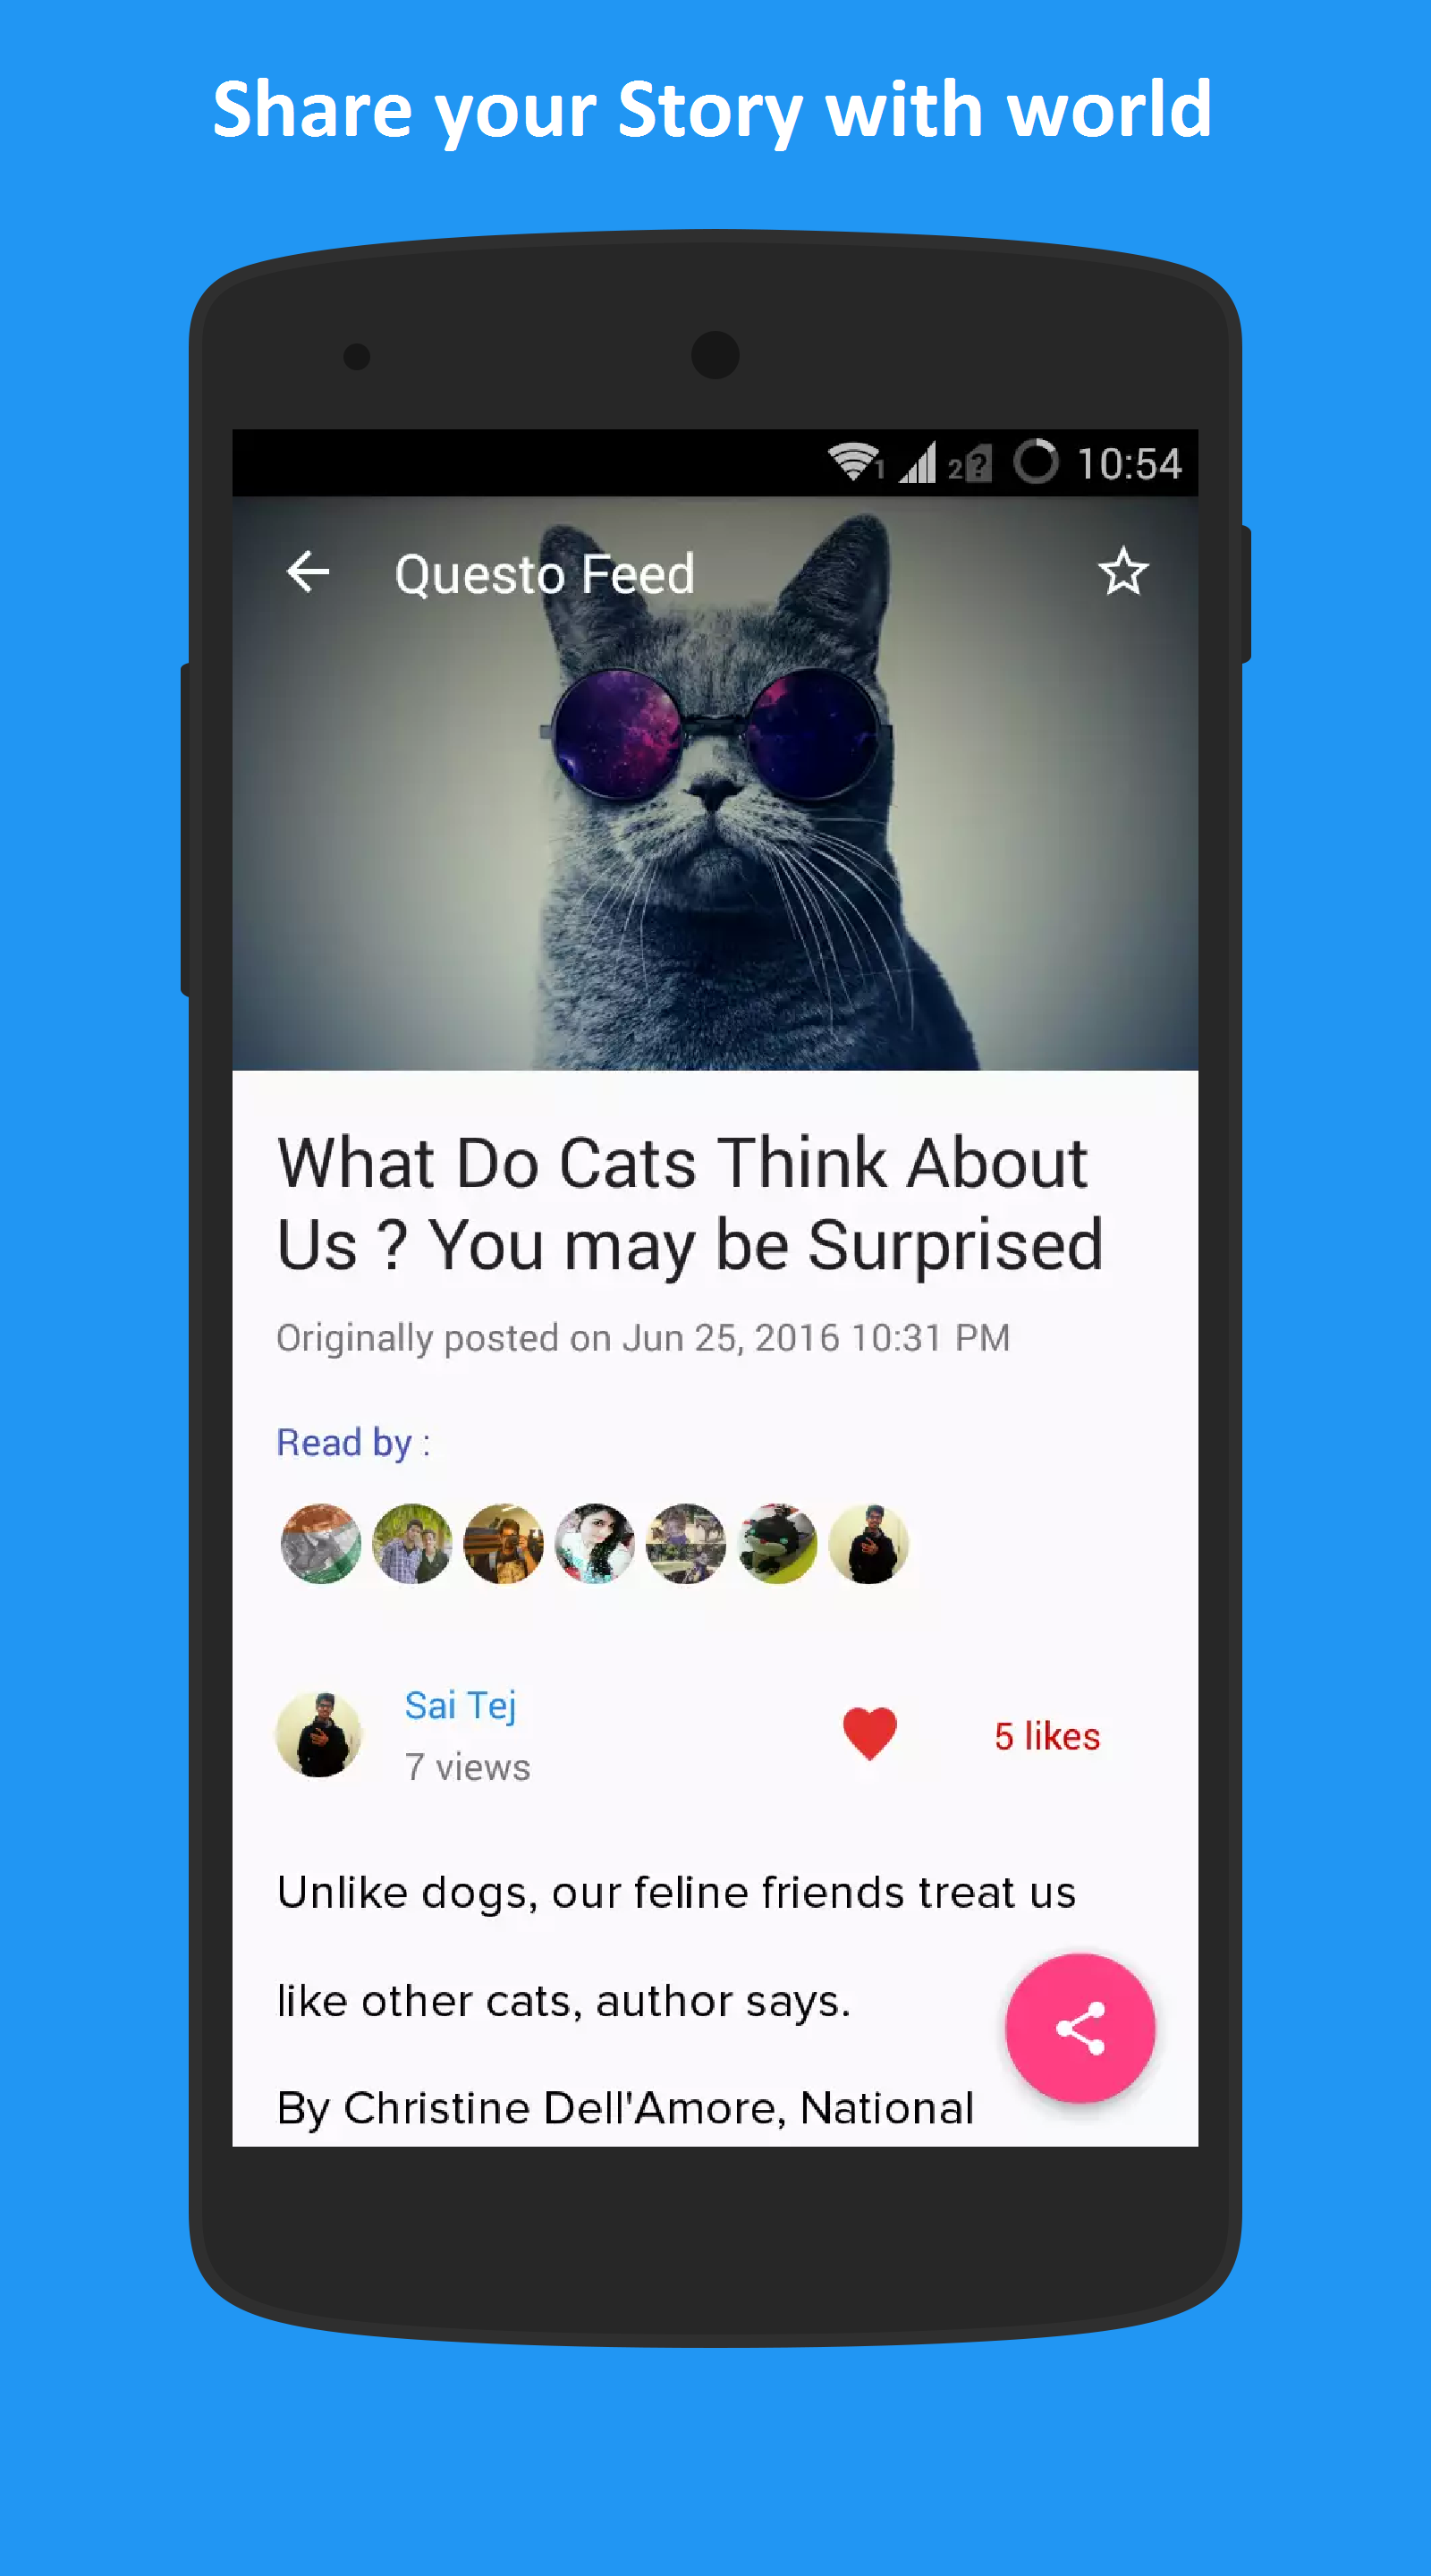 Share your Story with world
1 2 ? 10:54
Questo Feed
What Do Cats Think About
Us ? You may be Surprised
Originally posted on Jun 25, 2016 10:31 PM
Read by :
Sai Tej
7 views
5 likes
Unlike dogs, our feline friends treat us
like other cats, author says.
By Christine Dell'Amore, National